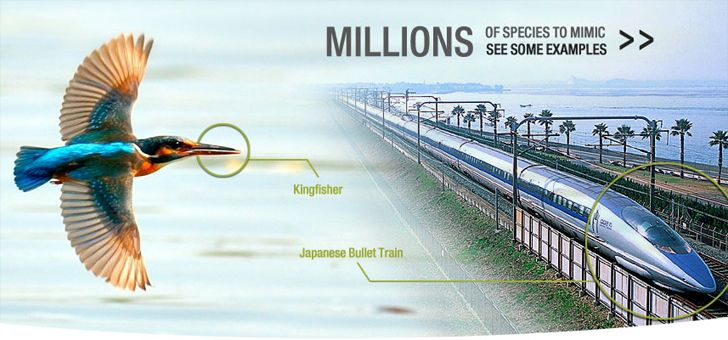 MILLIONS OF SPECIES TO MIMIC
SEE SOME EXAMPLES >>
Kingfisher
Japanese Bullet Train